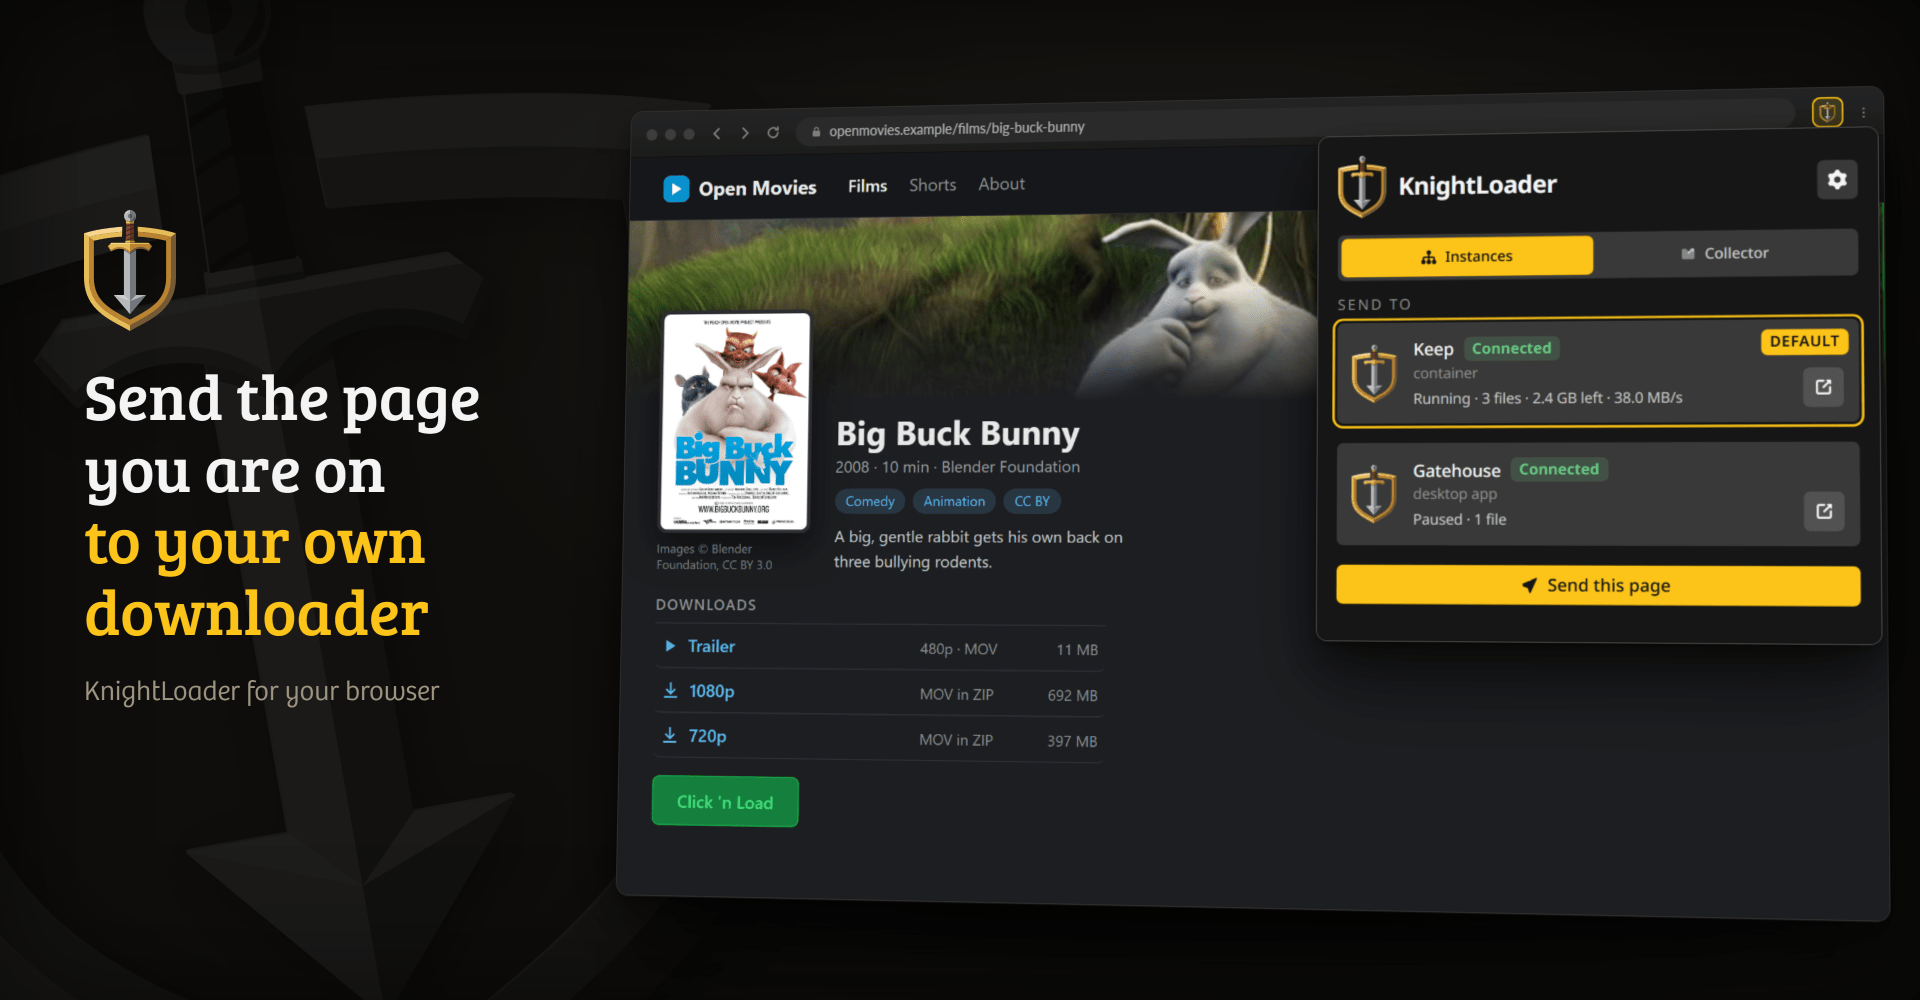 Send the page
you are on
to your own
downloader
KnightLoader for your browser
openmovies.example/films/big-buck-bunny
Open Movies
Films
Shorts
About
Big Buck
BUNNY
WWW.BIGBUCKBUNNY.ORG
Images © Blender
Foundation, CC BY 3.0
Big Buck Bunny
2008 · 10 min · Blender Foundation
Comedy
Animation
CC BY
A big, gentle rabbit gets his own back on
three bullying rodents.
DOWNLOADS
Trailer
480p · MOV
11 MB
1080p
MOV in ZIP
692 MB
720p
MOV in ZIP
397 MB
Click 'n Load
KnightLoader
Instances
Collector
SEND TO
Keep
Connected
DEFAULT
container
Running · 3 files · 2.4 GB left · 38.0 MB/s
Gatehouse
Connected
desktop app
Paused · 1 file
Send this page